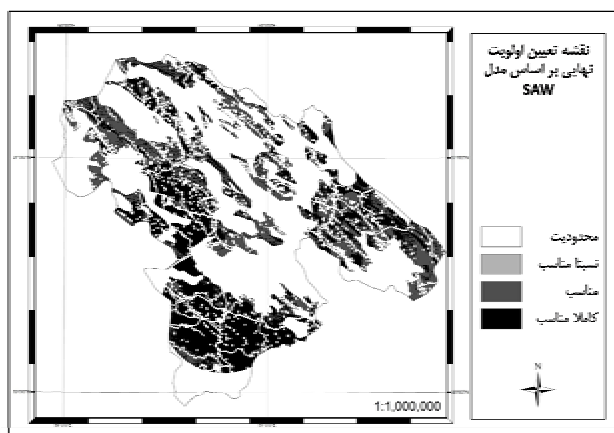 نقشه تعیین اولویت
نهایی بر اساس مدل
SAW
محدودیت
نسبتا مناسب
مناسب
کاملا مناسب
N
1:1,000,000